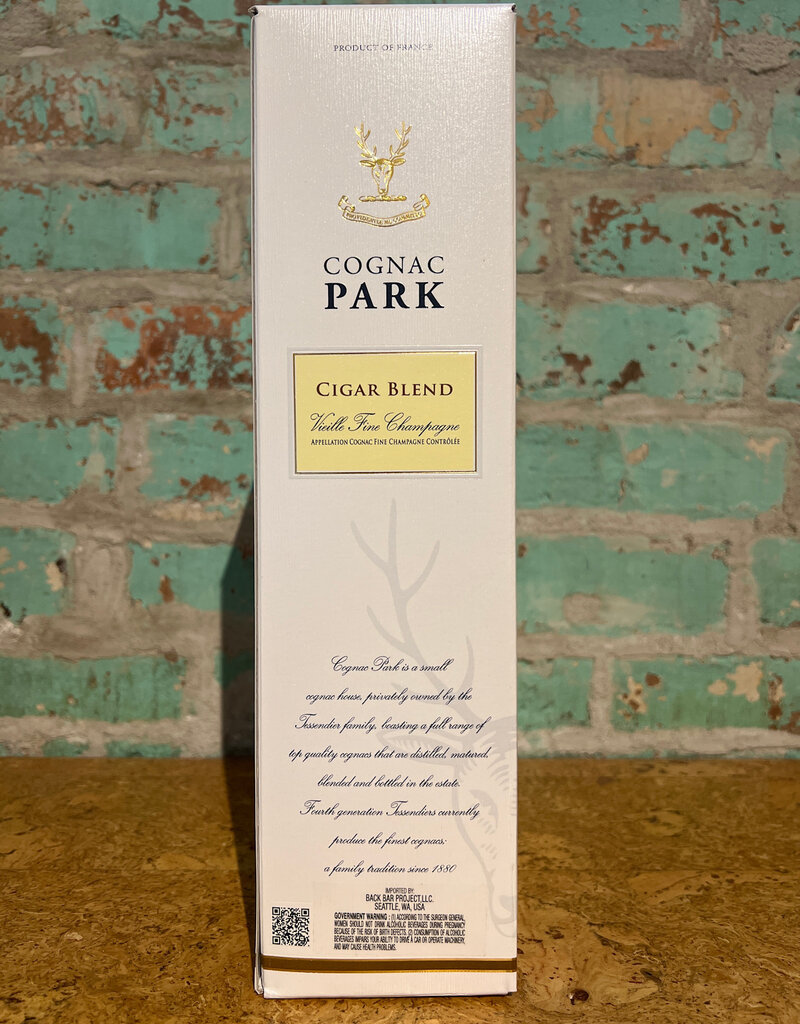 PRODUCT OF FRANCE
COGNAC
PARK
CIGAR BLEND
Vieille Fine Champagne
APPELLATION COGNAC FINE CHAMPAGNE CONTRÔLÉE
Cognac Park is a small
cognac house, privately owned by the
Tessendier family, boasting a full range of
top quality cognacs that are distilled, matured,
blended and bottled in the estate.
Fourth generation Tessendiers currently
produce the finest cognacs:
a family tradition since 1880
IMPORTED BY:
BACK BAR PROJECT,LLC.
SEATTLE, WA, USA
GOVERNMENT WARNING : (1) ACCORDING TO THE SURGEON GENERAL,
WOMEN SHOULD NOT DRINK ALCOHOLIC BEVERAGES DURING PREGNANCY
BECAUSE OF THE RISK OF BIRTH DEFECTS. (2) CONSUMPTION OF ALCOHOLIC
BEVERAGES IMPAIRS YOUR ABILITY TO DRIVE A CAR OR OPERATE MACHINERY,
AND MAY CAUSE HEALTH PROBLEMS.